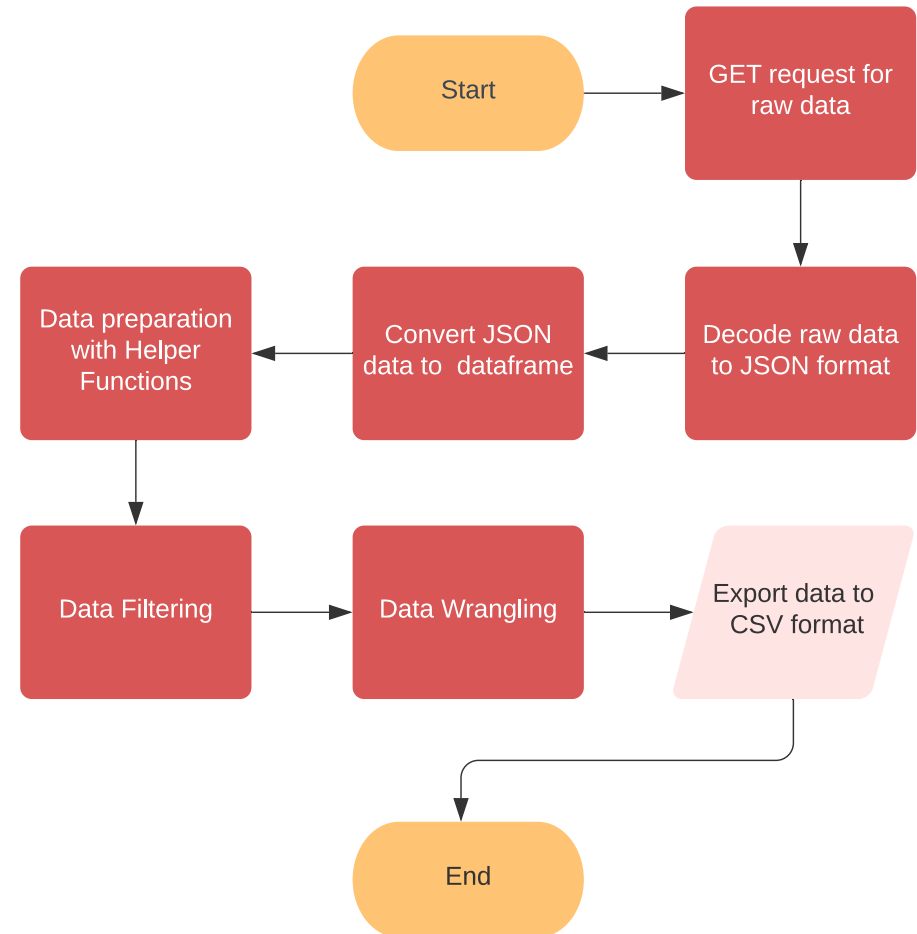 Start
GET request for
raw data
Decode raw data
to JSON format
Convert JSON
data to  dataframe
Data preparation
with Helper
Functions
Data Filtering
Data Wrangling
Export data to
CSV format
End